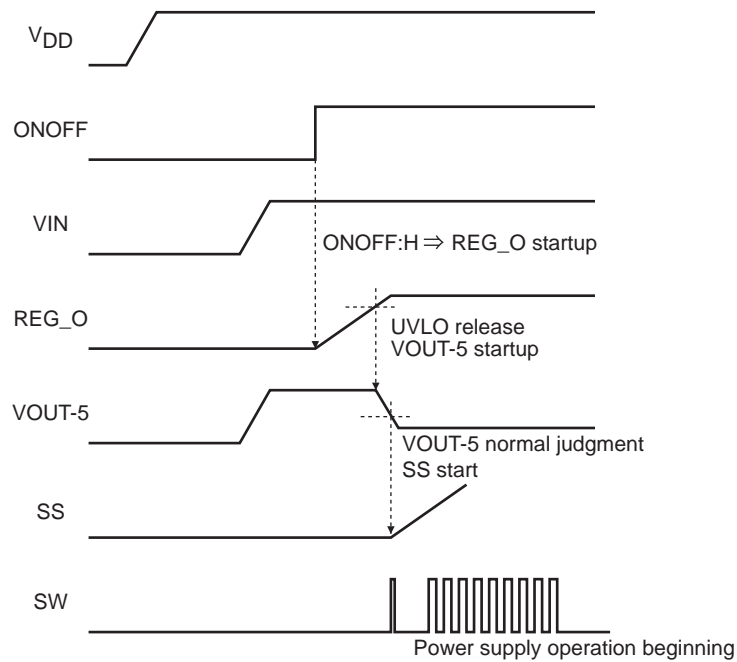 VDD
ONOFF
VIN
ONOFF:H ⇒ REG_O startup
REG_O
UVLO release
VOUT-5 startup
VOUT-5
VOUT-5 normal judgment
SS start
SS
SW
Power supply operation beginning